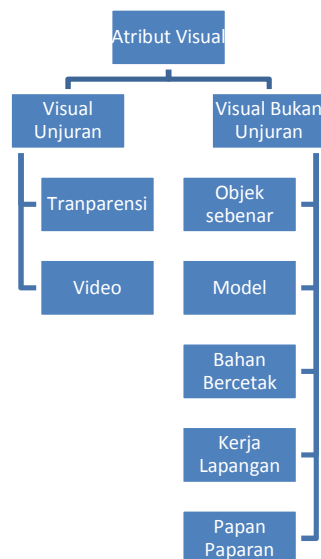 Atribut Visual
Visual
Unjuran
Tranparensi
Video
Visual Bukan
Unjuran
Objek
sebenar
Model
Bahan
Bercetak
Kerja
Lapangan
Papan
Paparan